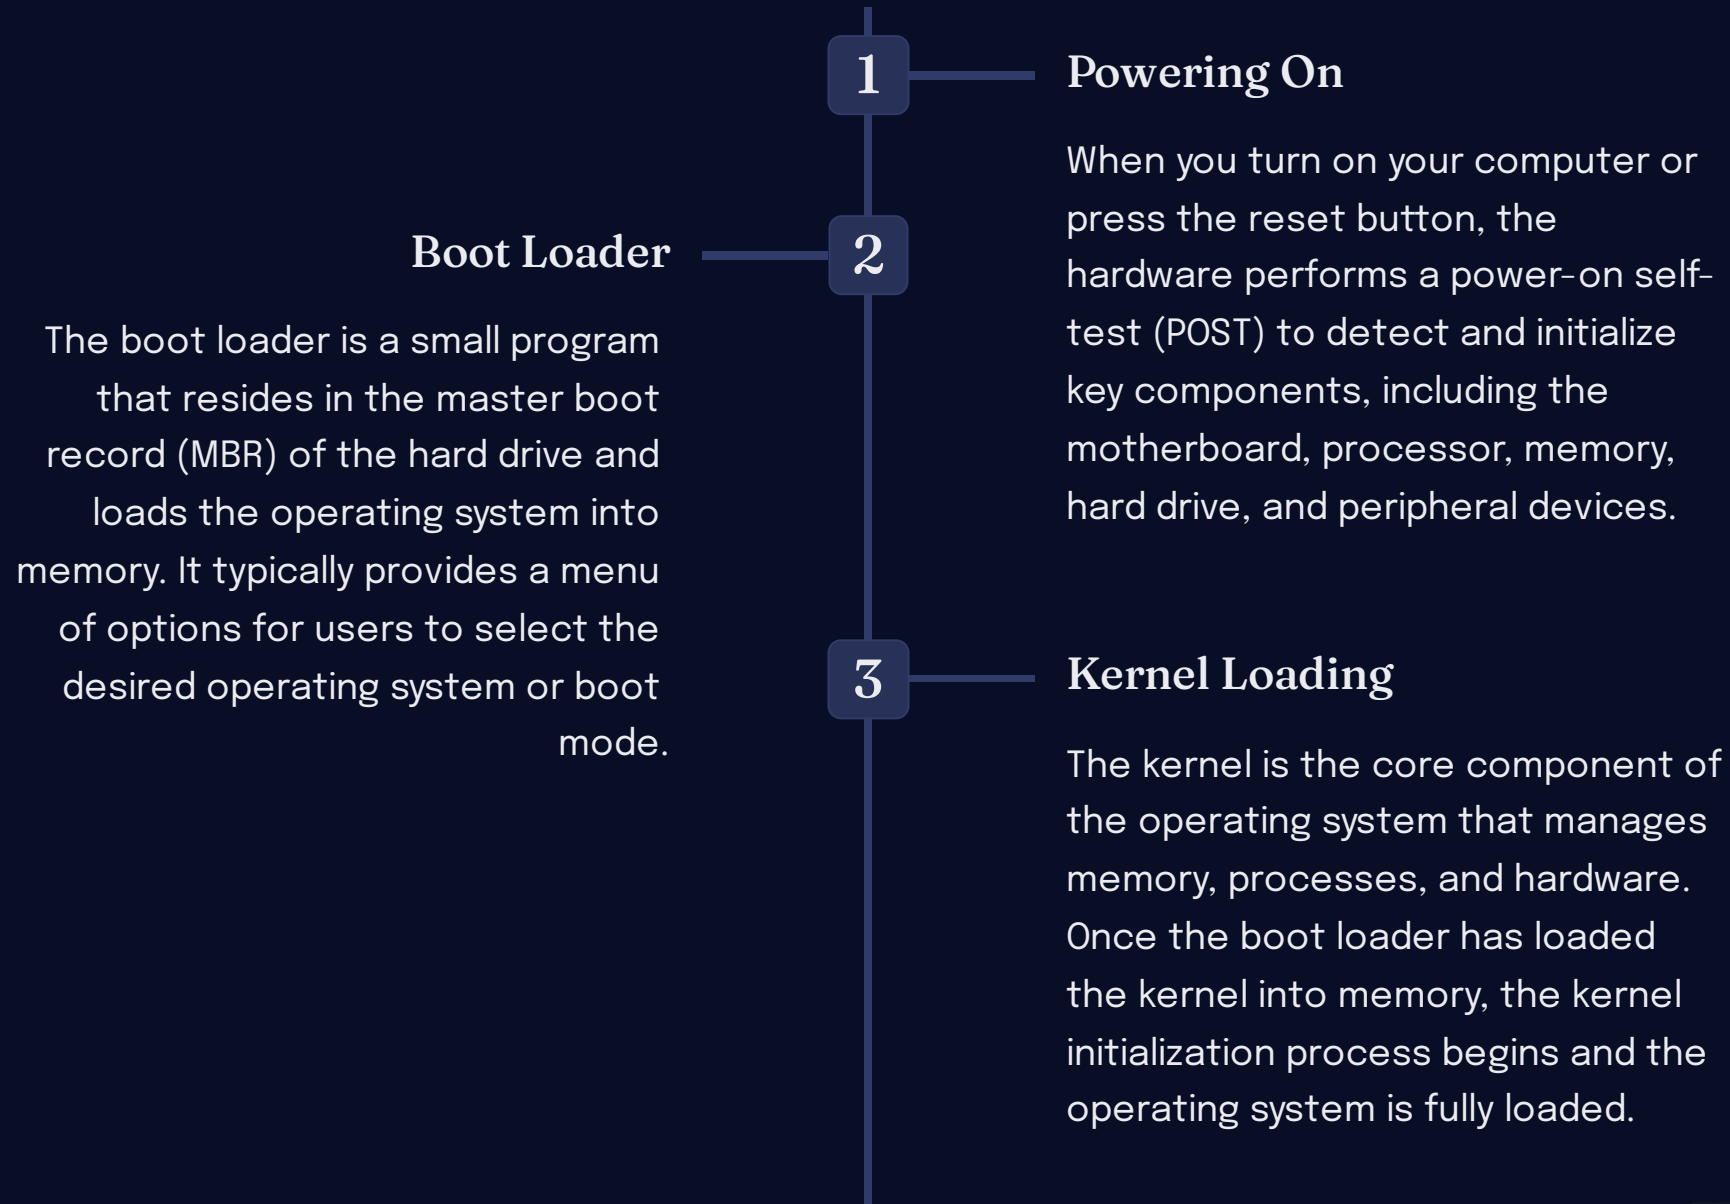 1
Powering On
When you turn on your computer or
press the reset button, the
hardware performs a power-on self-
test (POST) to detect and initialize
key components, including the
motherboard, processor, memory,
hard drive, and peripheral devices.
2
Boot Loader
The boot loader is a small program
that resides in the master boot
record (MBR) of the hard drive and
loads the operating system into
memory. It typically provides a menu
of options for users to select the
desired operating system or boot
mode.
3
Kernel Loading
The kernel is the core component of
the operating system that manages
memory, processes, and hardware.
Once the boot loader has loaded
the kernel into memory, the kernel
initialization process begins and the
operating system is fully loaded.